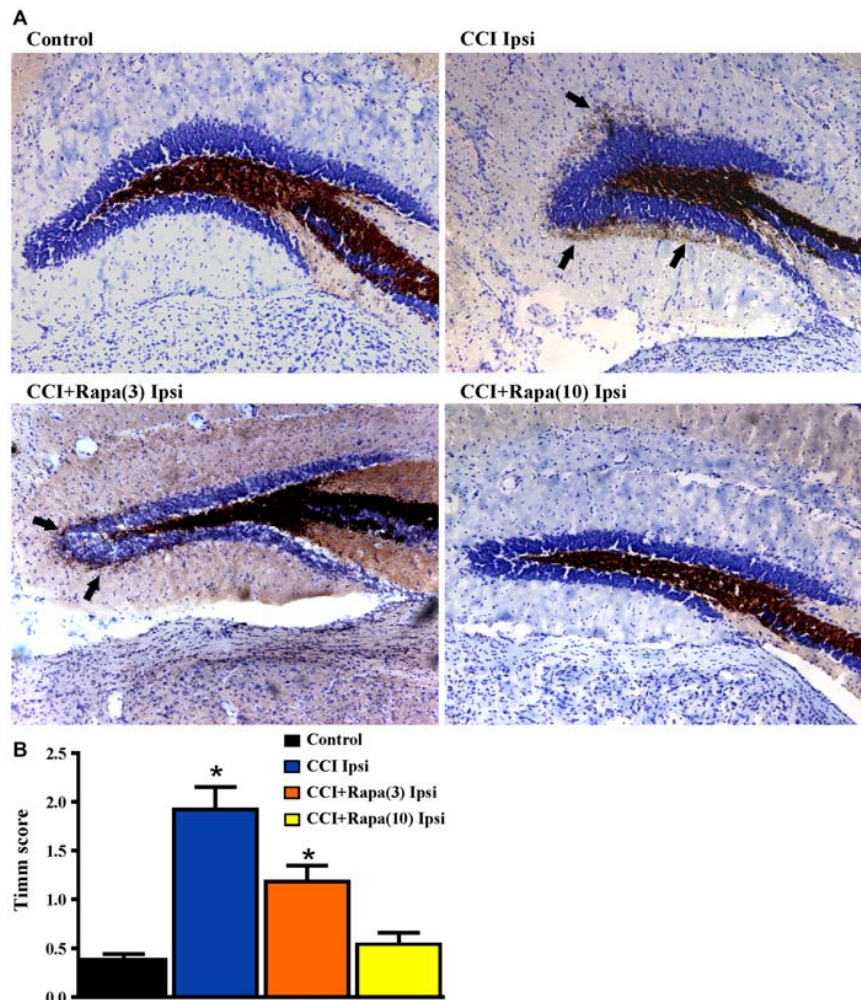 A
Control
CCI Ipsi
CCI+Rapa(3) Ipsi
CCI+Rapa(10) Ipsi
B
2.5
2.0
1.5
1.0
0.5
0.0
Timm score
*
*
Control
CCI Ipsi
CCI+Rapa(3) Ipsi
CCI+Rapa(10) Ipsi